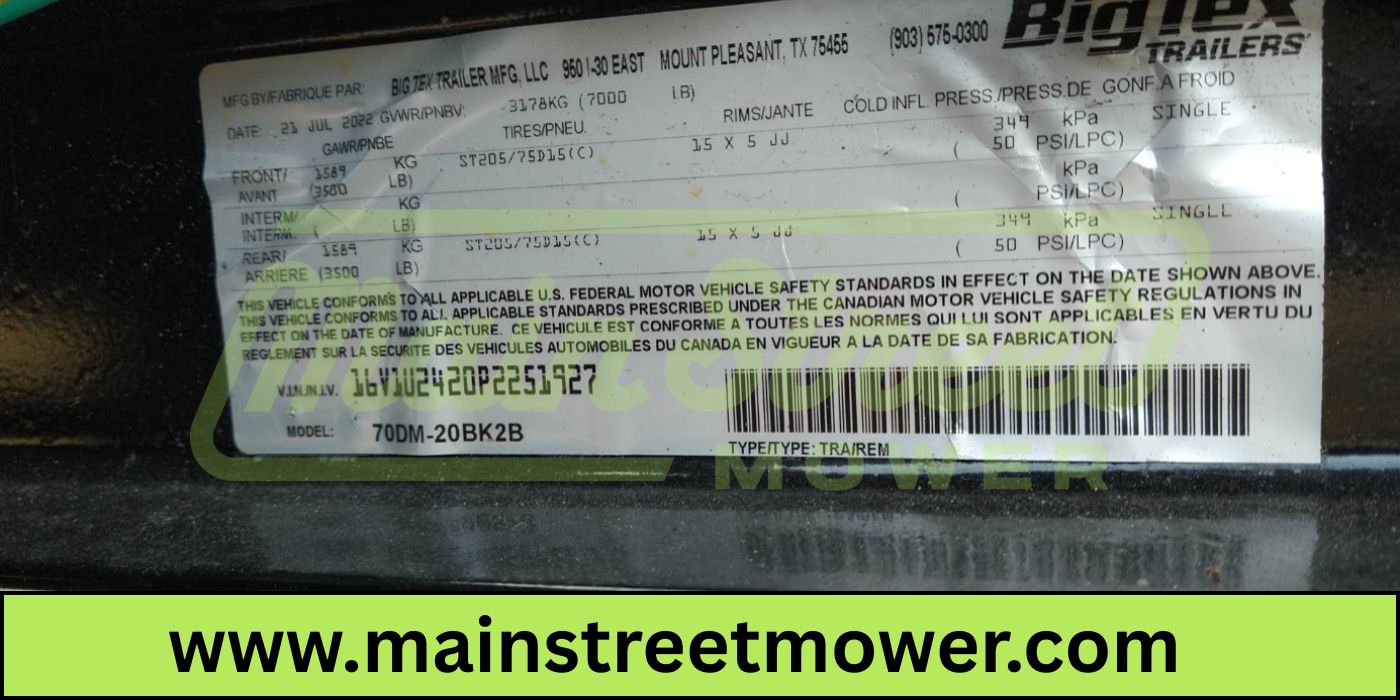 BigTex
TRAILERS
MFG BY/FABRIQUE PAR: BIG TEX TRAILER MFG, LLC 950 I-30 EAST MOUNT PLEASANT, TX 75455 (903) 575-0300
DATE: 21 JUL 2022 GVWR/PNBV: 3178KG (7000 LB)
GAWR/PNBE TIRES/PNEU. RIMS/JANTE COLD INFL. PRESS./PRESS.DE GONF.A FROID
FRONT/ 1589 KG ST205/75D15(C) 15 X 5 JJ 349 kPa SINGLE
AVANT (3500 LB) ( 50 PSI/LPC)
INTERM/ KG kPa
INTERM. ( LB) ( PSI/LPC)
REAR/ 1589 KG ST205/75D15(C) 15 X 5 JJ 349 kPa SINGLE
ARRIERE (3500 LB) ( 50 PSI/LPC)
THIS VEHICLE CONFORMS TO ALL APPLICABLE U.S. FEDERAL MOTOR VEHICLE SAFETY STANDARDS IN EFFECT ON THE DATE SHOWN ABOVE.
THIS VEHICLE CONFORMS TO ALL APPLICABLE STANDARDS PRESCRIBED UNDER THE CANADIAN MOTOR VEHICLE SAFETY REGULATIONS IN
EFFECT ON THE DATE OF MANUFACTURE. CE VEHICULE EST CONFORME A TOUTES LES NORMES QUI LUI SONT APPLICABLES EN VERTU DU
REGLEMENT SUR LA SECURITE DES VEHICULES AUTOMOBILES DU CANADA EN VIGUEUR A LA DATE DE SA FABRICATION.
V.I.N./N.I.V. 16V1U2420P2251927
MODEL: 70DM-20BK2B
TYPE/TYPE: TRA/REM
Main Street
MOWER
www.mainstreetmower.com